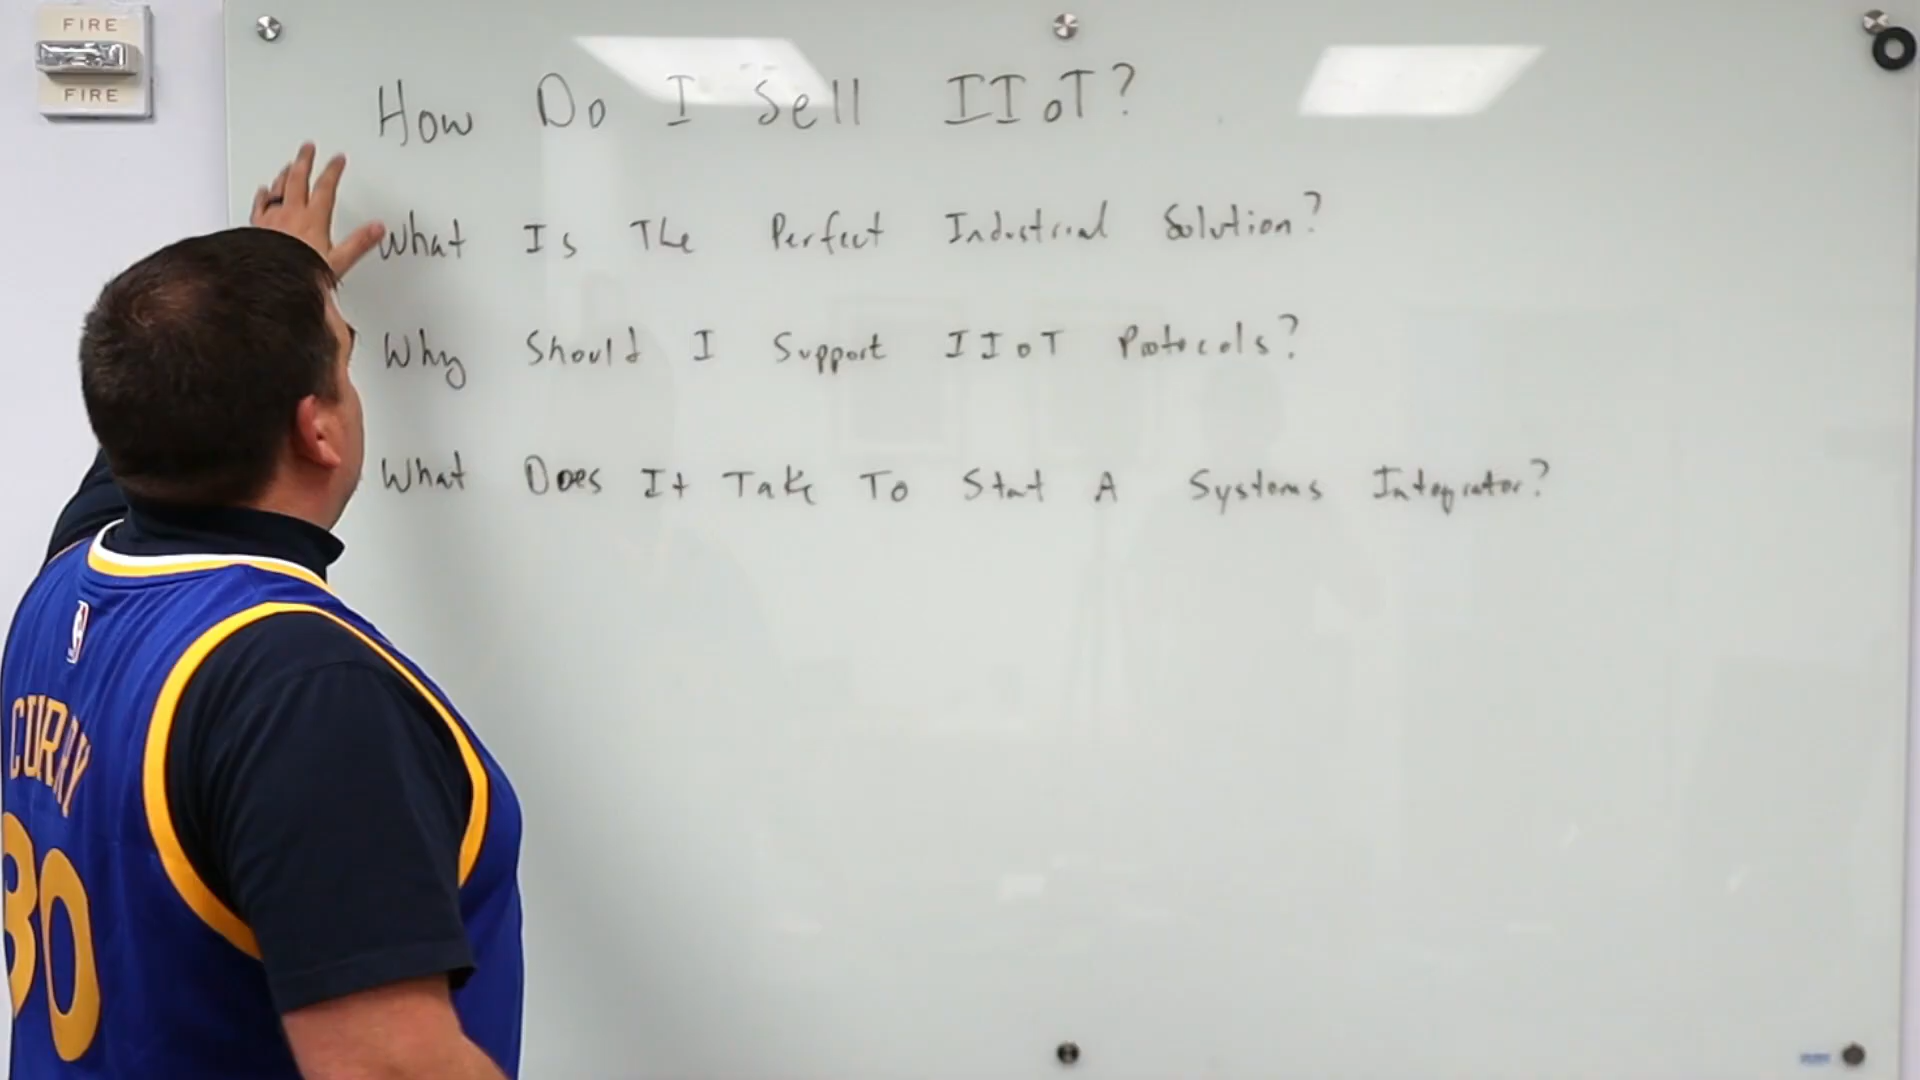 FIRE
FIRE
How Do I Sell IIoT?
What Is The Perfect Industrial Solution?
Why Should I Support IIoT Protocols?
What Does It Take To Start A Systems Integrator?
CURRY
30